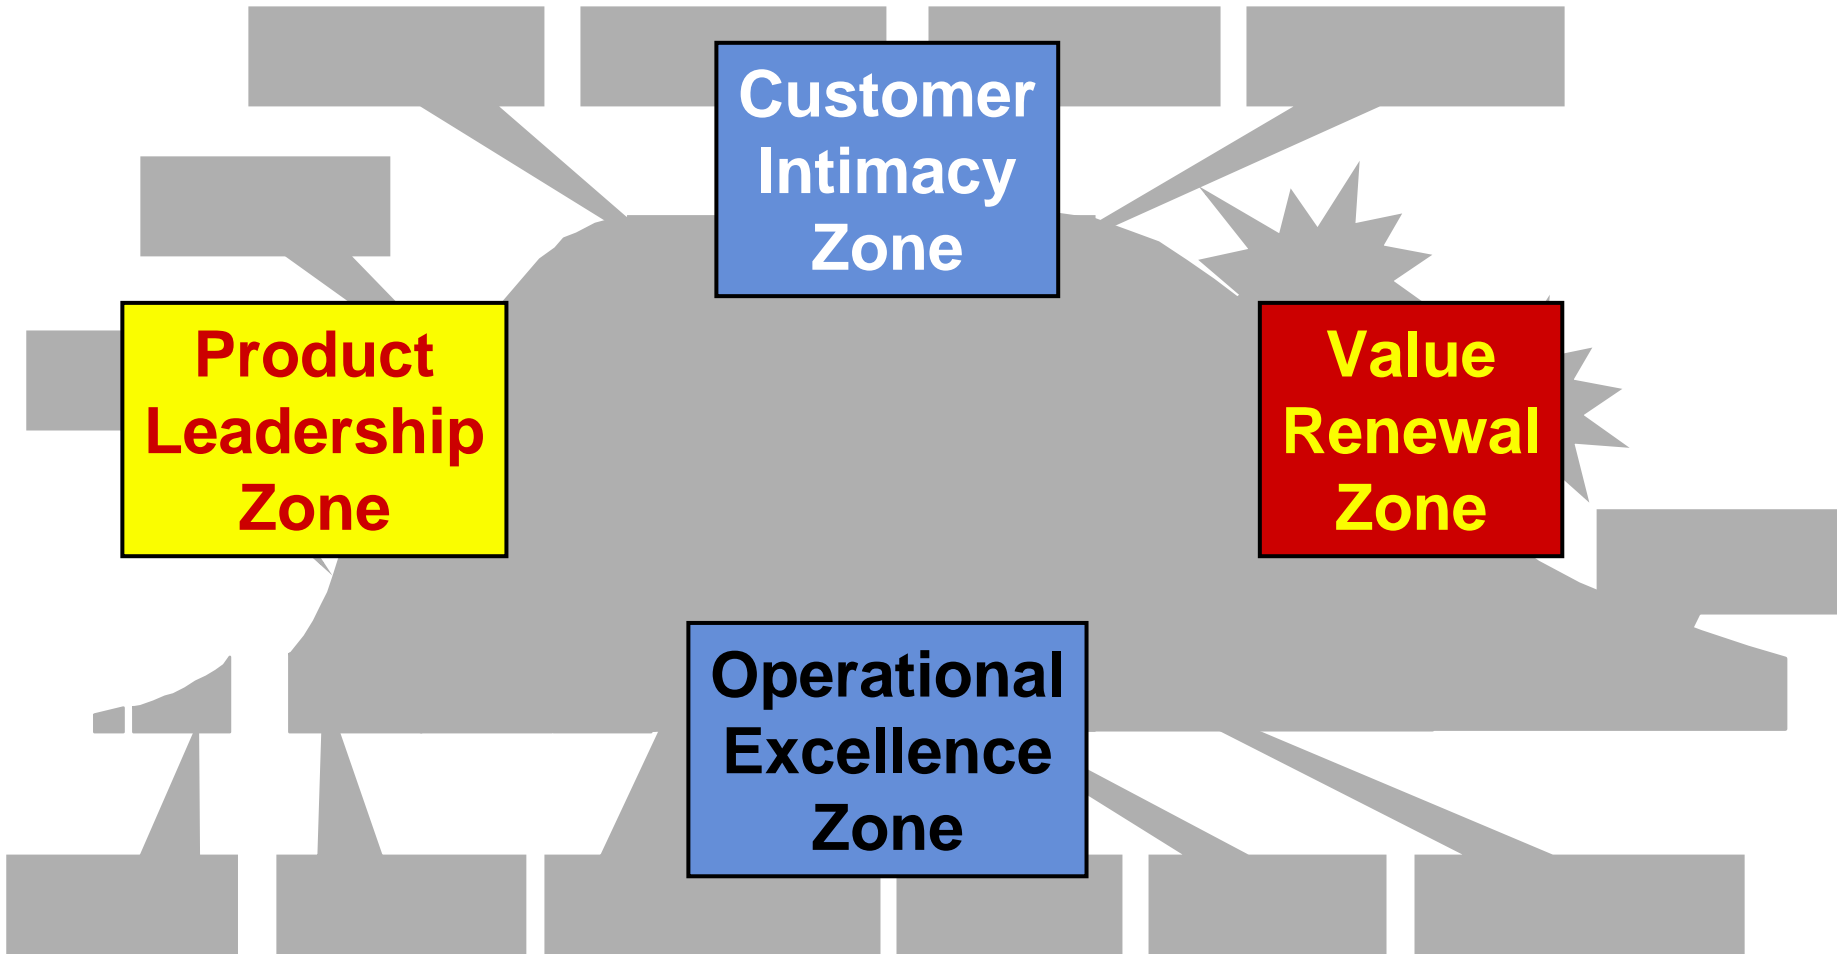 Customer
Intimacy
Zone
Product
Leadership
Zone
Value
Renewal
Zone
Operational
Excellence
Zone